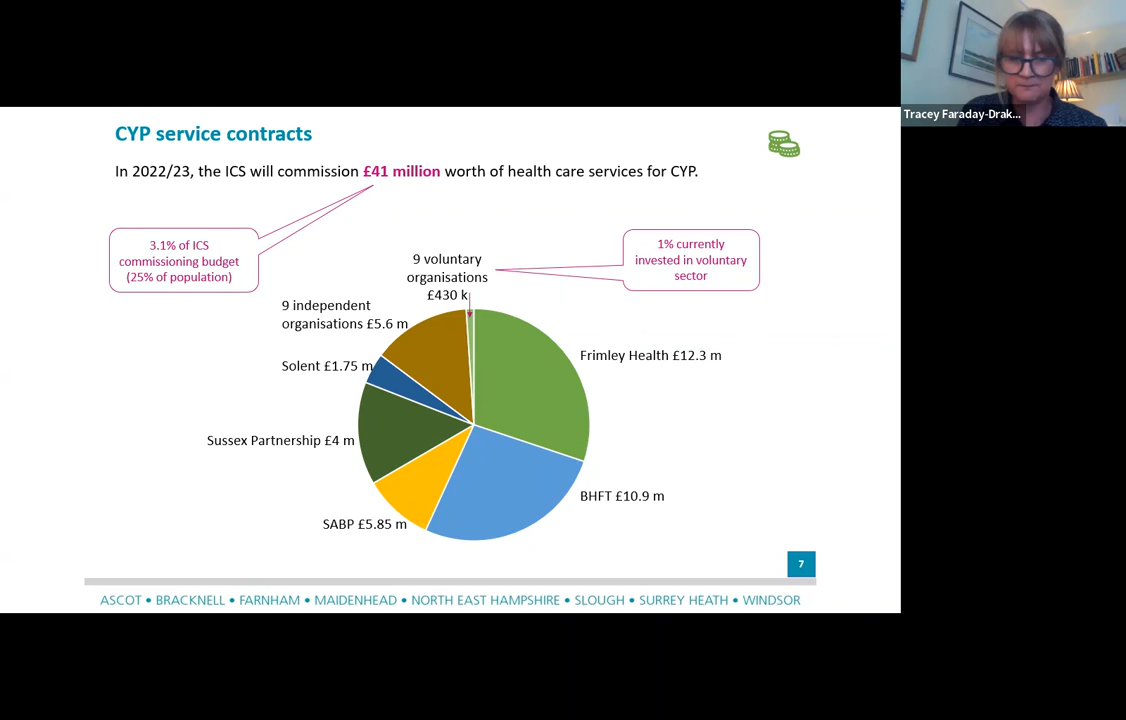 Tracey Faraday-Drak...
CYP service contracts
In 2022/23, the ICS will commission £41 million worth of health care services for CYP.
3.1% of ICS
commissioning budget
(25% of population)
9 voluntary
organisations
£430 k
1% currently
invested in voluntary
sector
9 independent
organisations £5.6 m
Frimley Health £12.3 m
Solent £1.75 m
Sussex Partnership £4 m
BHFT £10.9 m
SABP £5.85 m
7
ASCOT • BRACKNELL • FARNHAM • MAIDENHEAD • NORTH EAST HAMPSHIRE • SLOUGH • SURREY HEATH • WINDSOR